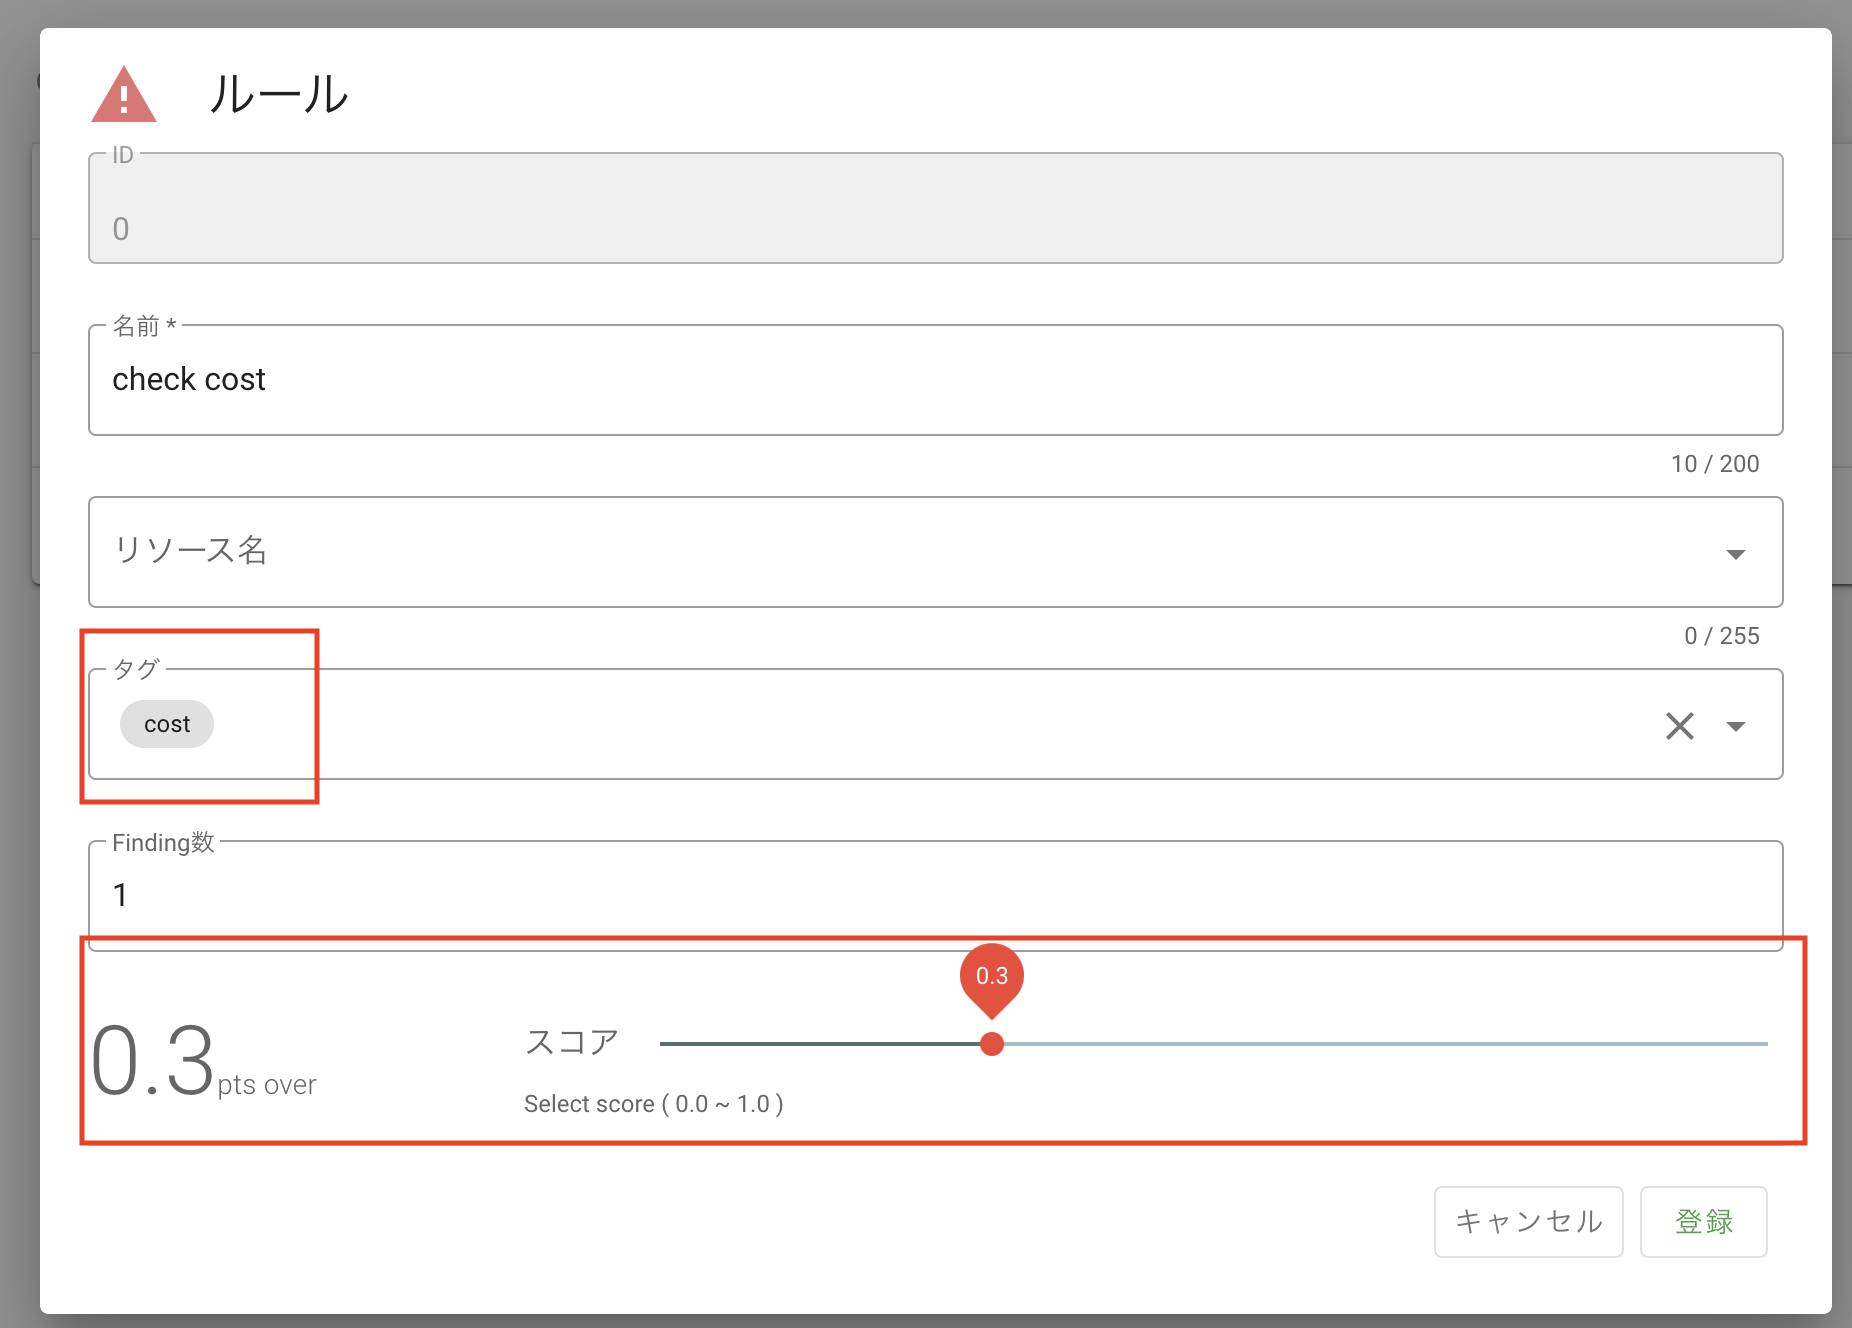 ルール
ID
0
名前 *
check cost
10 / 200
リソース名
0 / 255
タグ
cost
Finding数
1
0.3
0.3pts over
スコア
Select score ( 0.0 ~ 1.0 )
キャンセル
登録